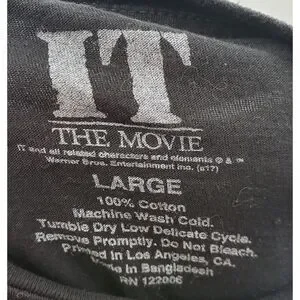 IT
THE MOVIE
IT and all related characters and elements © & ™
Warner Bros. Entertainment Inc. (s17)
LARGE
100% Cotton
Machine Wash Cold.
Tumble Dry Low Delicate Cycle.
Remove Promptly. Do Not Bleach.
Printed in Los Angeles, CA
Made in Bangladesh
RN 122006